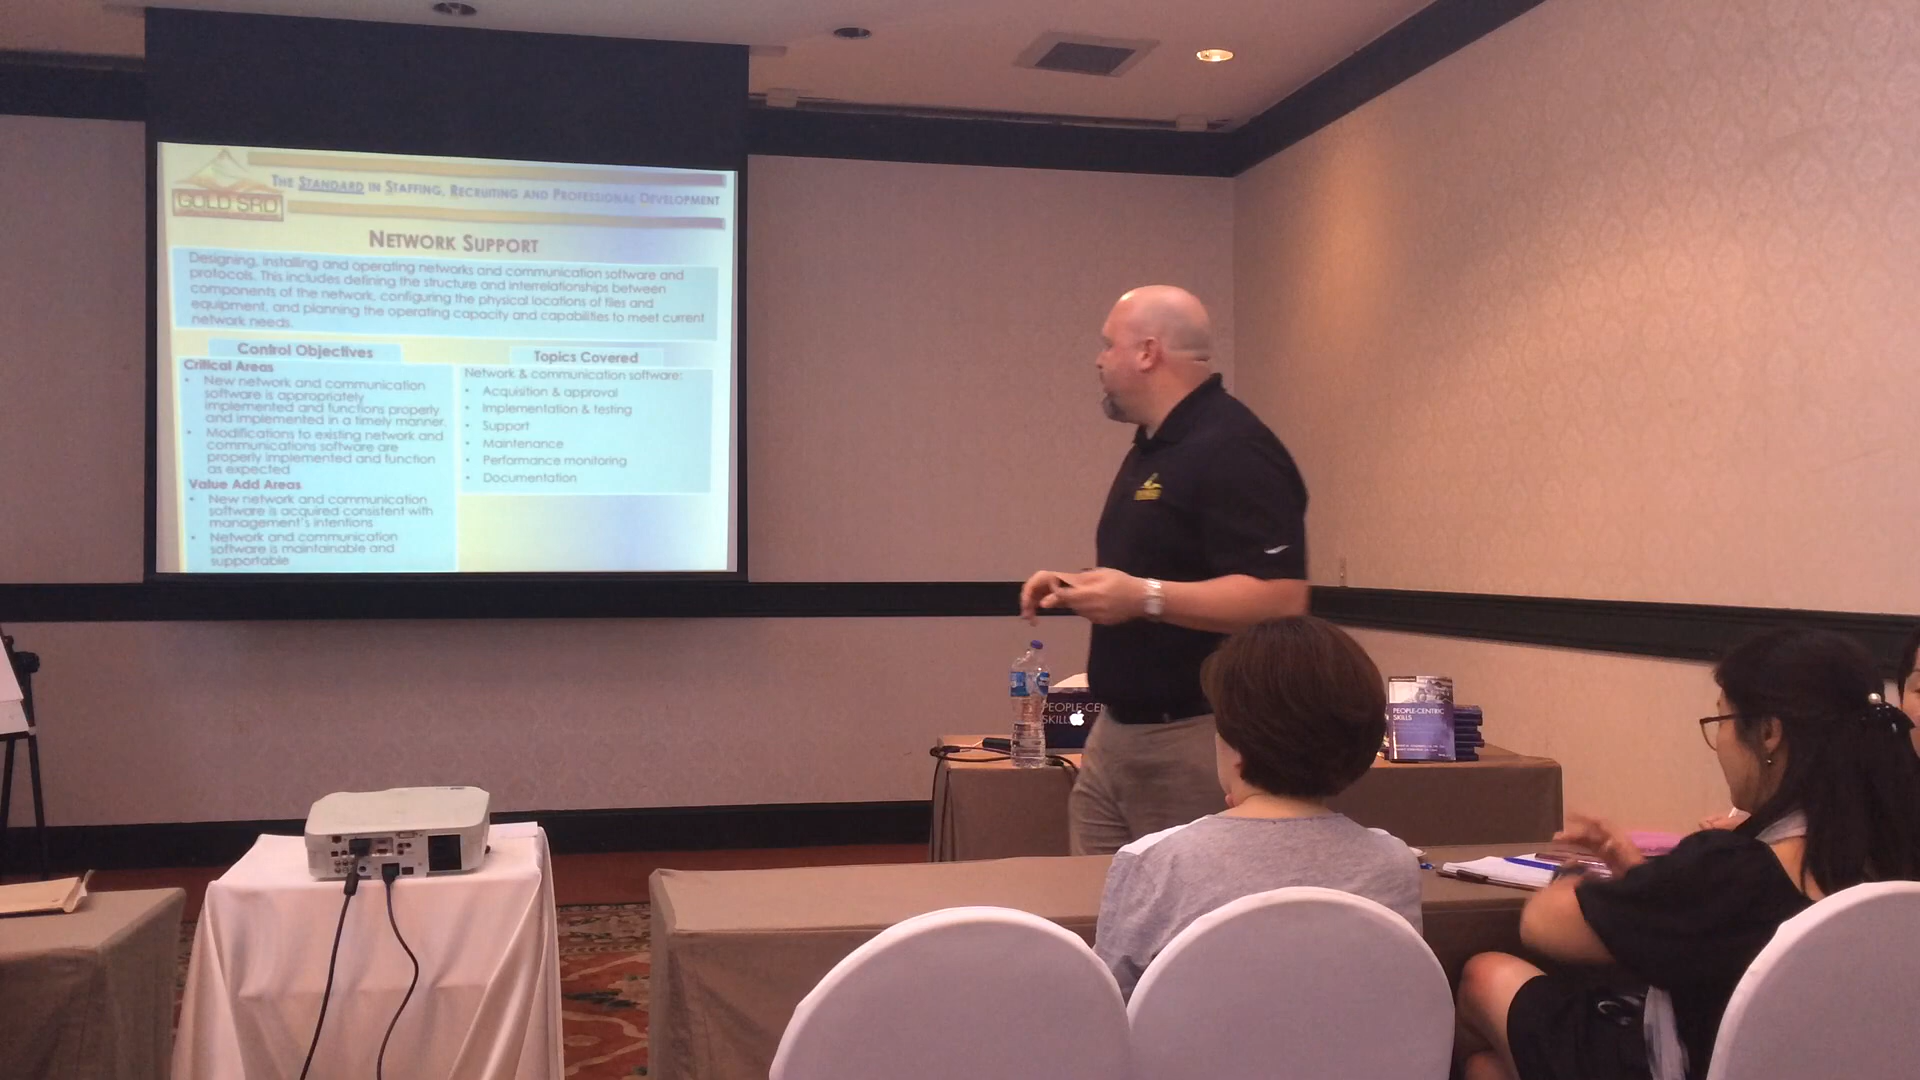 GOLD SRD
THE STANDARD IN STAFFING, RECRUITING AND PROFESSIONAL DEVELOPMENT
NETWORK SUPPORT
Designing, installing and operating networks and communication software and
protocols. This includes defining the structure and interrelationships between
components of the network, configuring the physical locations of files and
equipment, and planning the operating capacity and capabilities to meet current
network needs.
Control Objectives
Critical Areas
• New network and communication
software is appropriately
implemented and functions properly
and implemented in a timely manner.
• Modifications to existing network and
communications software are
properly implemented and function
as expected
Value Add Areas
• New network and communication
software is acquired consistent with
management's intentions
• Network and communication
software is maintainable and
supportable
Topics Covered
Network & communication software:
• Acquisition & approval
• Implementation & testing
• Support
• Maintenance
• Performance monitoring
• Documentation
PEOPLE-CEN
SKILL
PEOPLE-CENTRIC
SKILLS